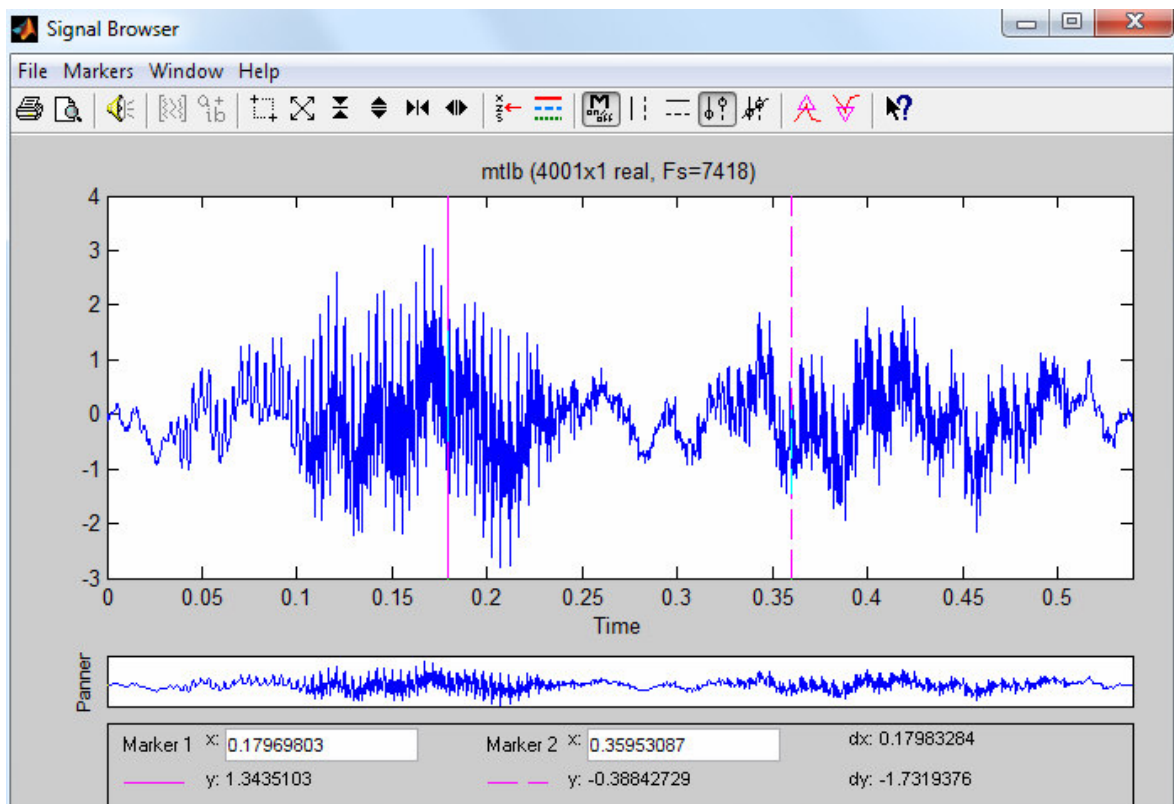 Signal Browser
File Markers Window Help
M on/off
mtlb (4001x1 real, Fs=7418)
4
3
2
1
0
-1
-2
-3
0 0.05 0.1 0.15 0.2 0.25 0.3 0.35 0.4 0.45 0.5
Time
Panner
Marker 1 x: 0.17969803 Marker 2 x: 0.35953087 dx: 0.17983284
y: 1.3435103 y: -0.38842729 dy: -1.7319376